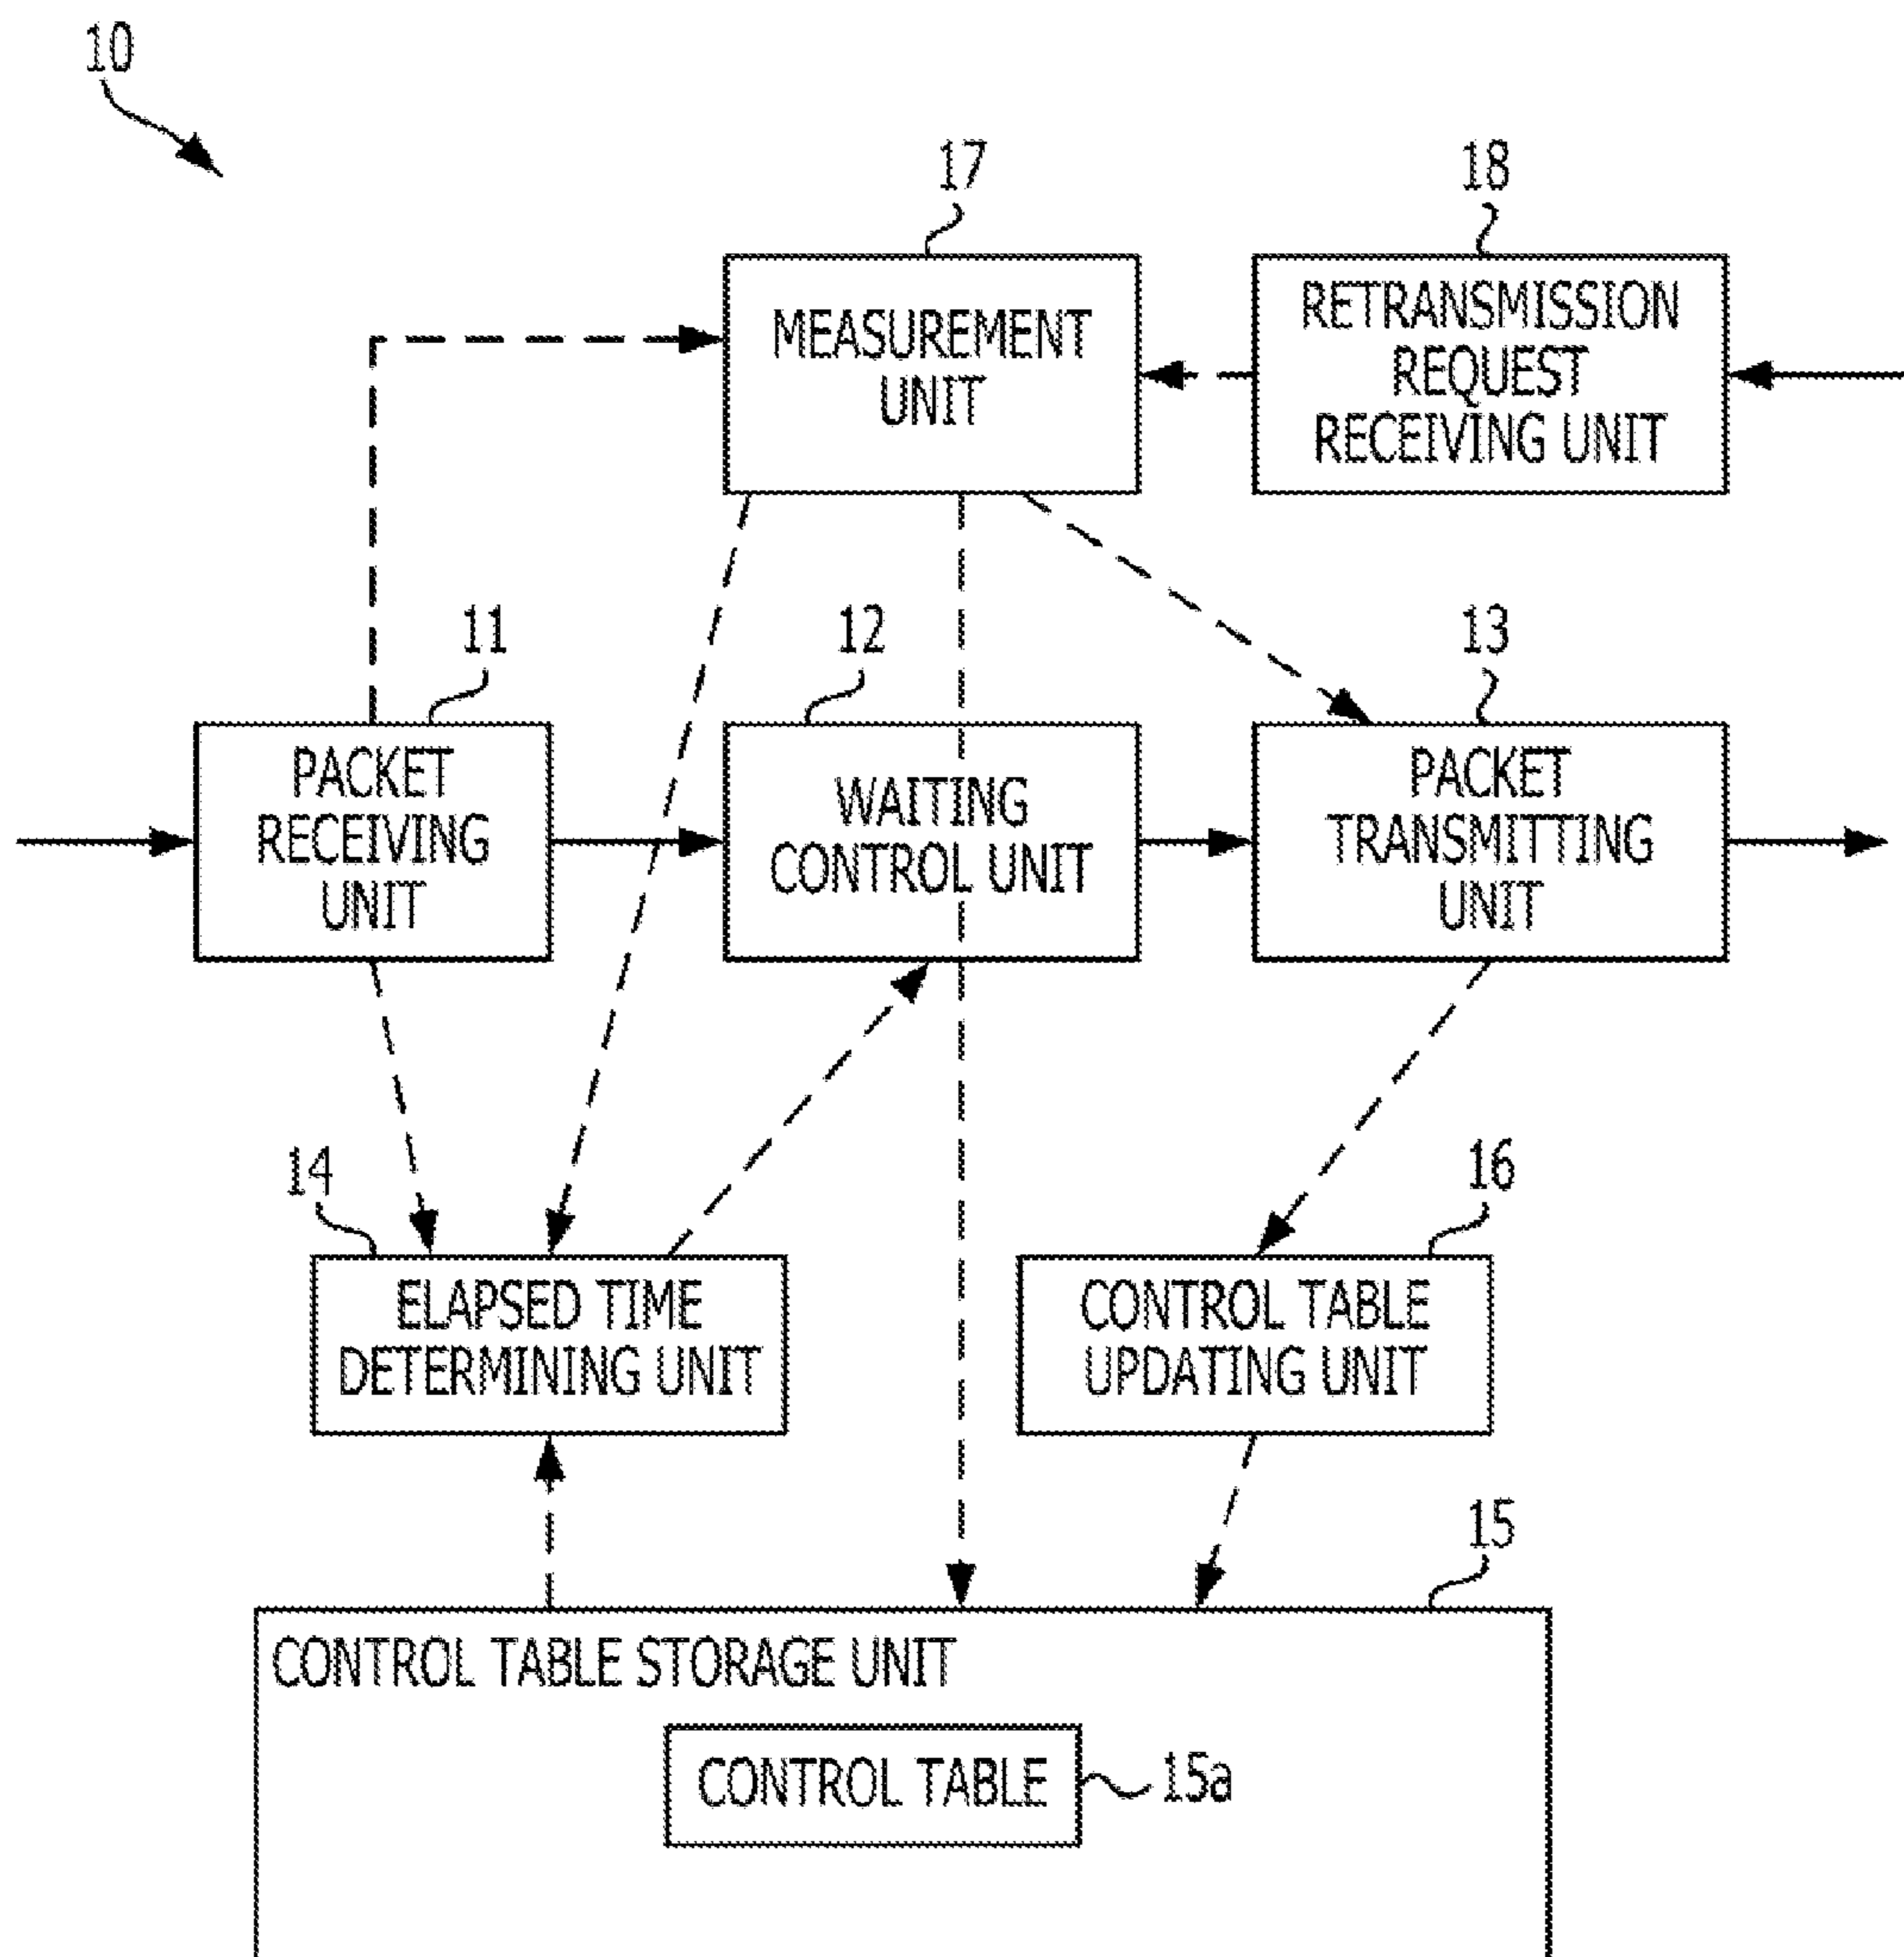 10
17
18
MEASUREMENT
UNIT
RETRANSMISSION
REQUEST
RECEIVING UNIT
11
12
13
PACKET
RECEIVING
UNIT
WAITING
CONTROL UNIT
PACKET
TRANSMITTING
UNIT
14
16
ELAPSED TIME
DETERMINING UNIT
CONTROL TABLE
UPDATING UNIT
15
CONTROL TABLE STORAGE UNIT
CONTROL TABLE
15a